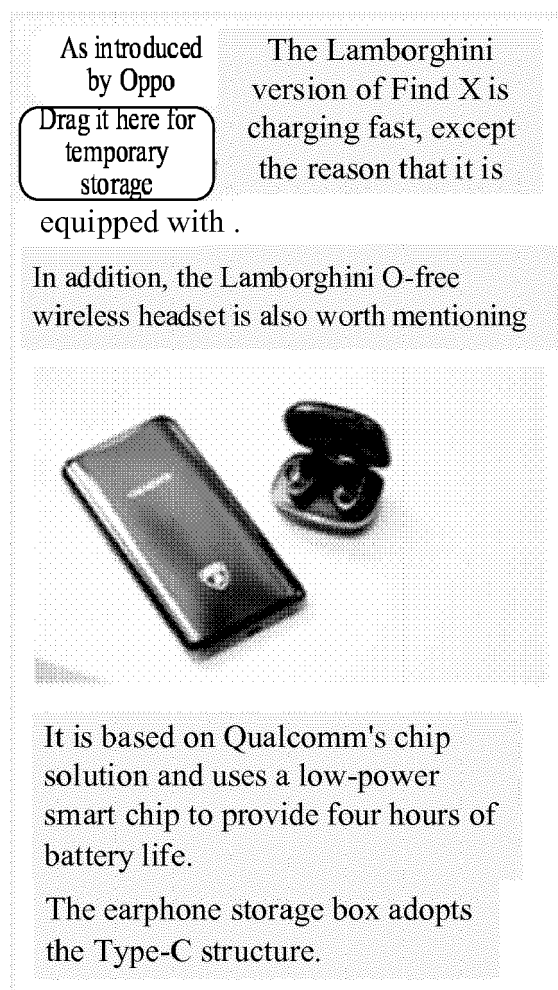 As introduced
by Oppo
Drag it here for
temporary
storage
The Lamborghini
version of Find X is
charging fast, except
the reason that it is
equipped with .
In addition, the Lamborghini O-free
wireless headset is also worth mentioning
It is based on Qualcomm's chip
solution and uses a low-power
smart chip to provide four hours of
battery life.
The earphone storage box adopts
the Type-C structure.